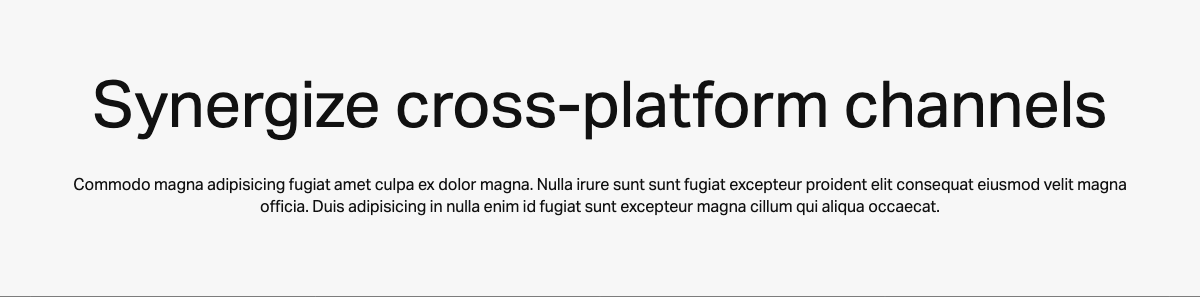 Synergize cross-platform channels
Commodo magna adipisicing fugiat amet culpa ex dolor magna. Nulla irure sunt sunt fugiat excepteur proident elit consequat eiusmod velit magna
officia. Duis adipisicing in nulla enim id fugiat sunt excepteur magna cillum qui aliqua occaecat.